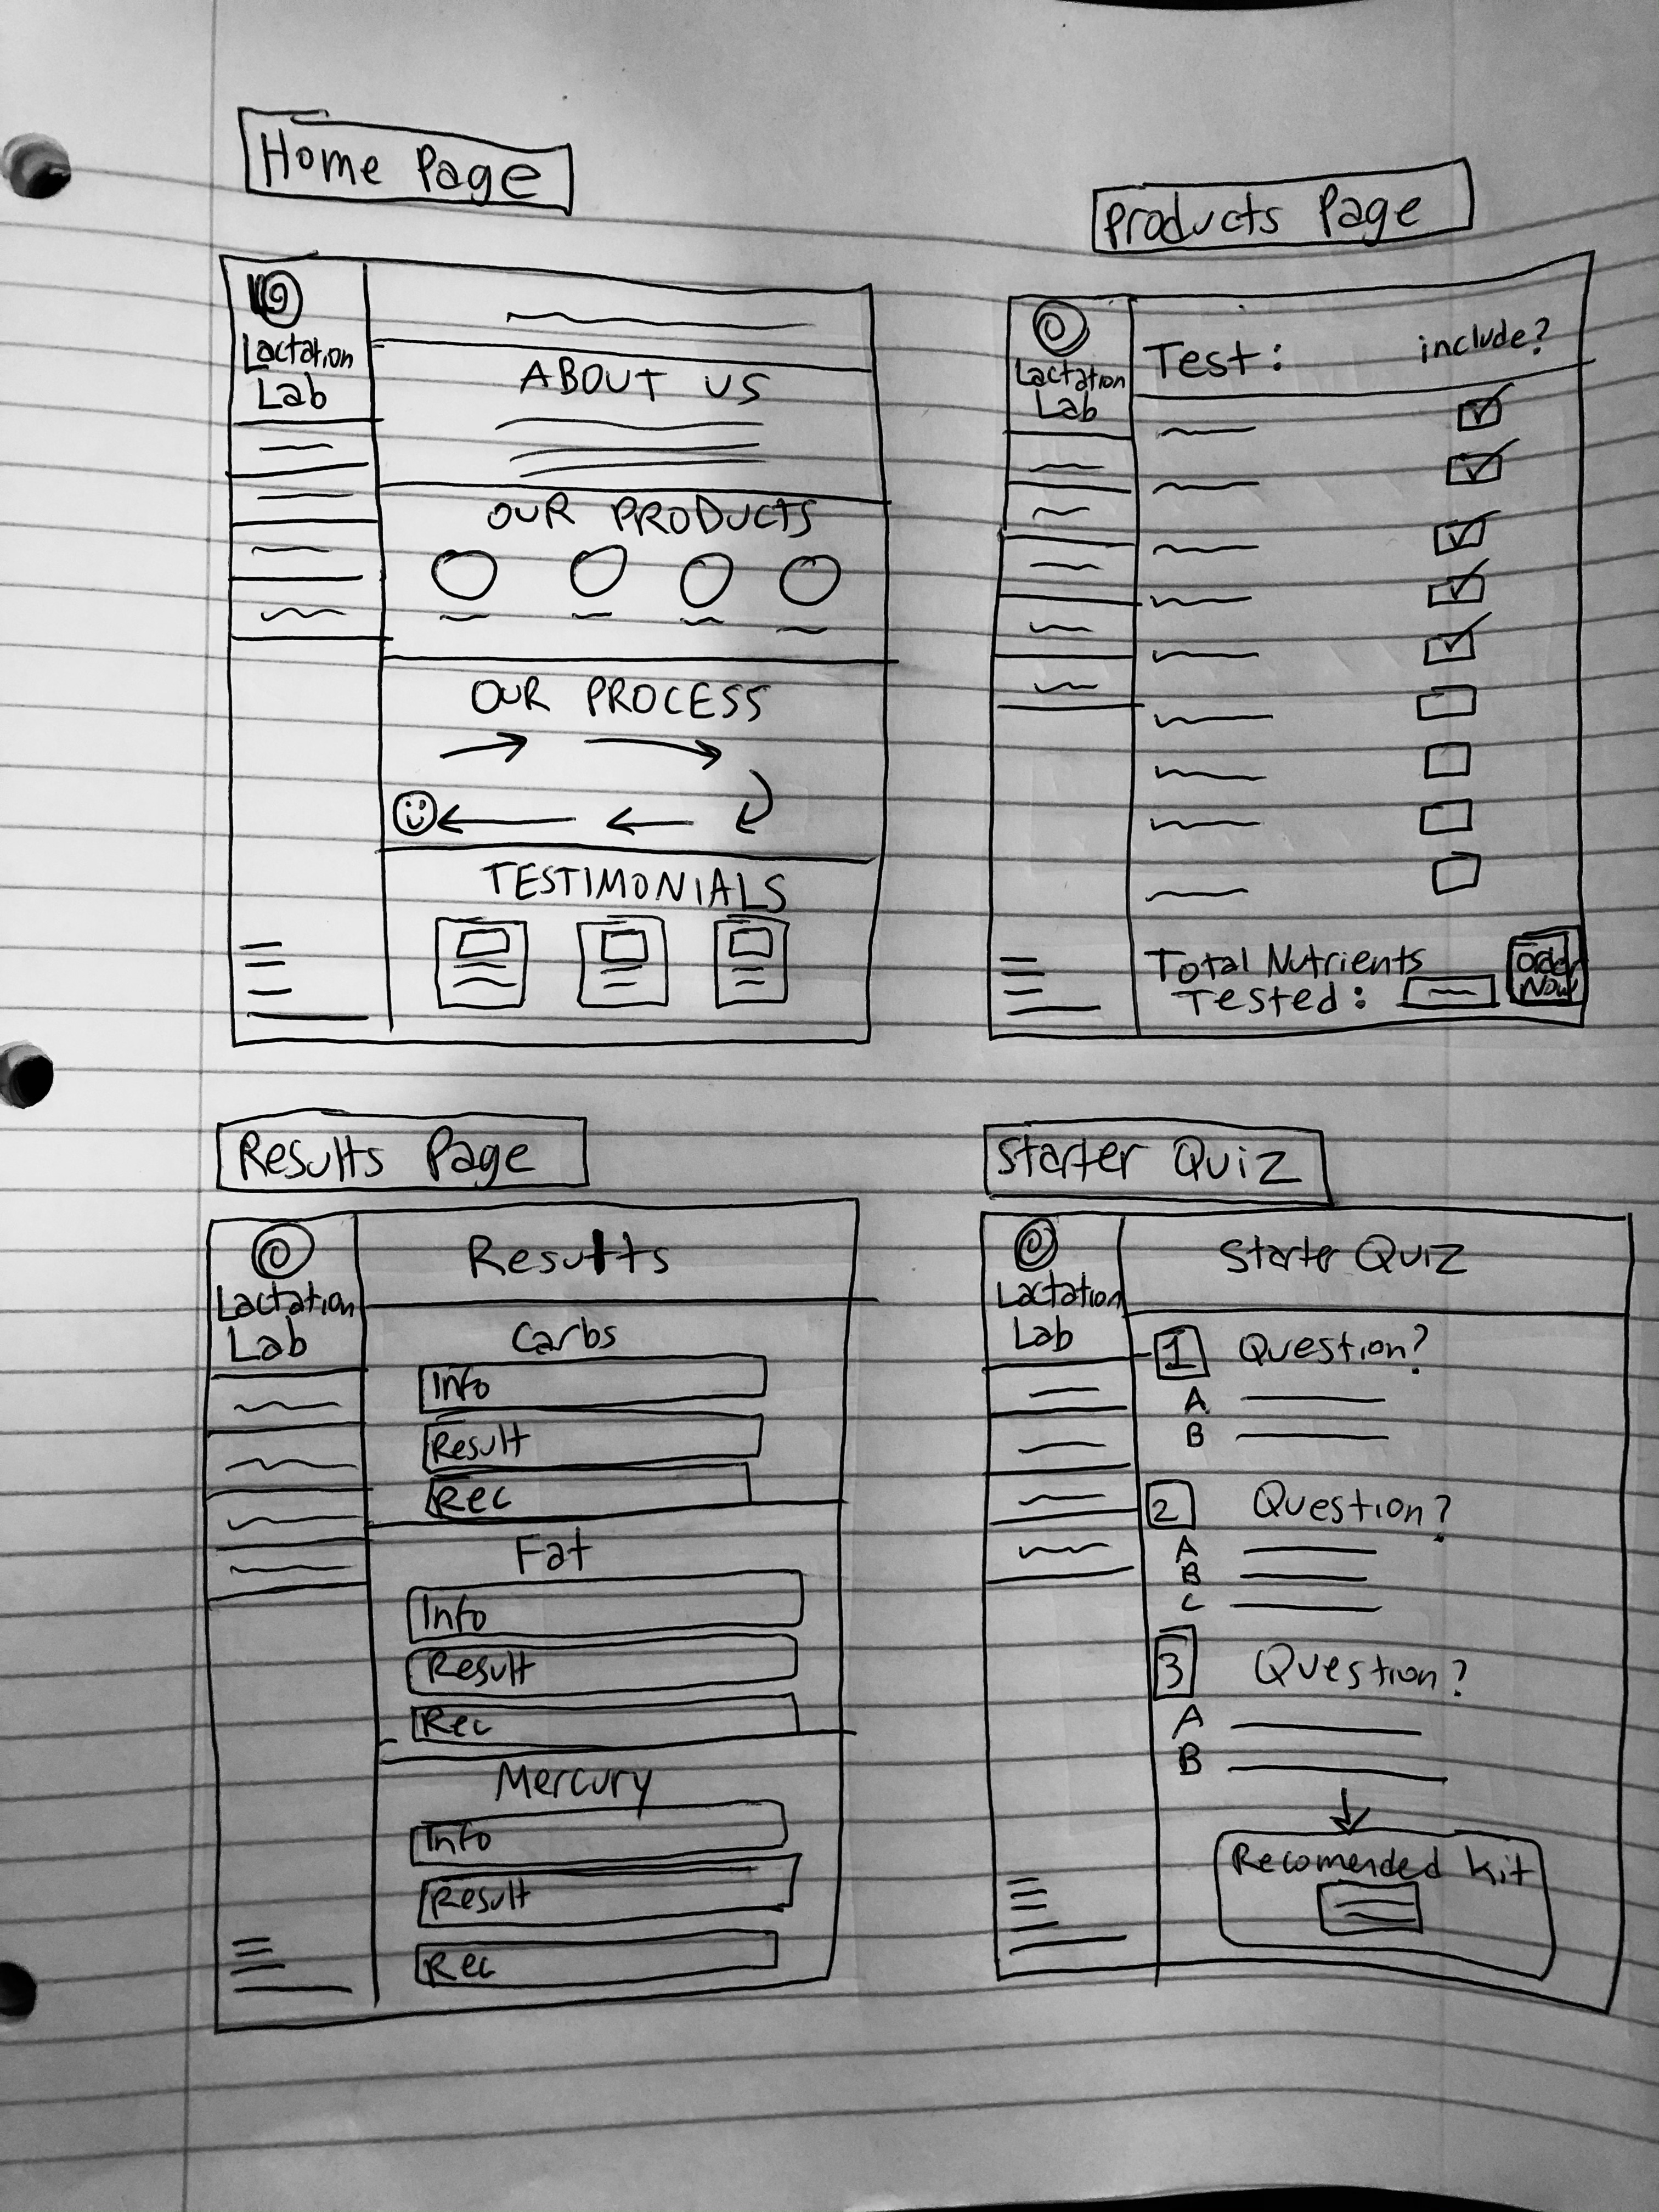 Home Page
Lactation
Lab
ABOUT US
OUR PRODUCTS
OUR PROCESS
TESTIMONIALS
Products Page
Lactation
Lab
Test: include?
Total Nutrients
Tested:
Order
Now
Results Page
Lactation
Lab
Results
Carbs
Info
Result
Rec
Fat
Info
Result
Rec
Mercury
Info
Result
Rec
Starter Quiz
Lactation
Lab
Starter Quiz
1 Question?
A
B
2 Question?
A
B
C
3 Question?
A
B
Recomended Kit